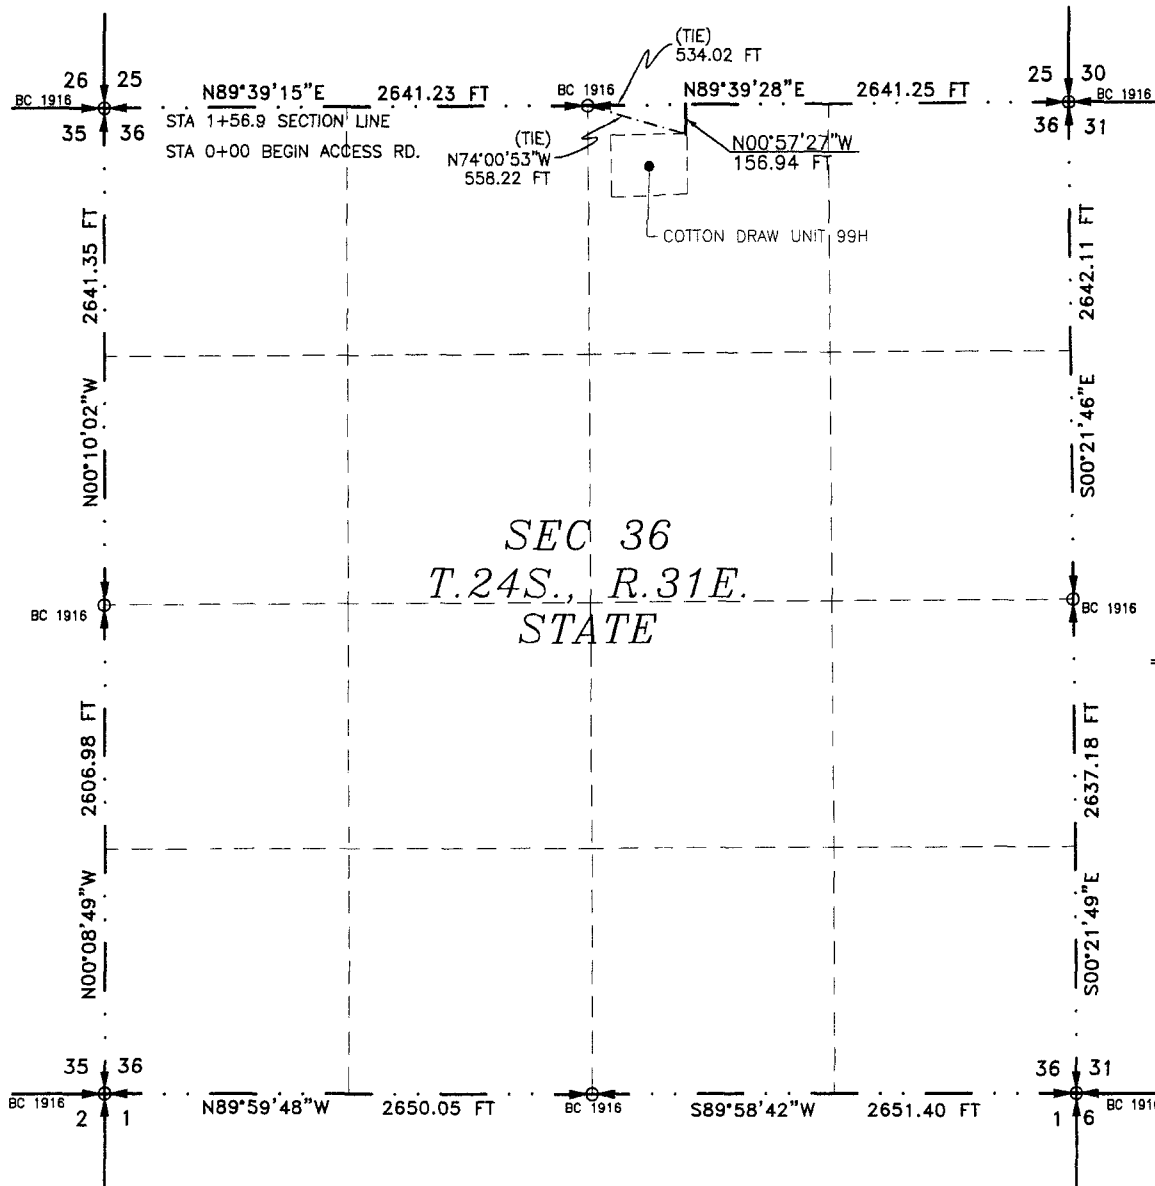 (TIE)
534.02 FT
26 25
25 30
N89°39'15"E 2641.23 FT
BC 1916
N89°39'28"E 2641.25 FT
BC 1916
BC 1916
35 36
STA 1+56.9 SECTION LINE
36 31
STA 0+00 BEGIN ACCESS RD.
(TIE)
N74°00'53"W
558.22 FT
N00°57'27"W
156.94 FT
COTTON DRAW UNIT 99H
2641.35 FT
N00°10'02"W
2642.11 FT
S00°21'46"E
SEC 36
T.24S., R.31E.
STATE
BC 1916
BC 1916
2606.98 FT
N00°08'49"W
2637.18 FT
S00°21'49"E
35 36
36 31
BC 1916
2 1
N89°59'48"W 2650.05 FT
BC 1916
S89°58'42"W 2651.40 FT
1 6
BC 1916